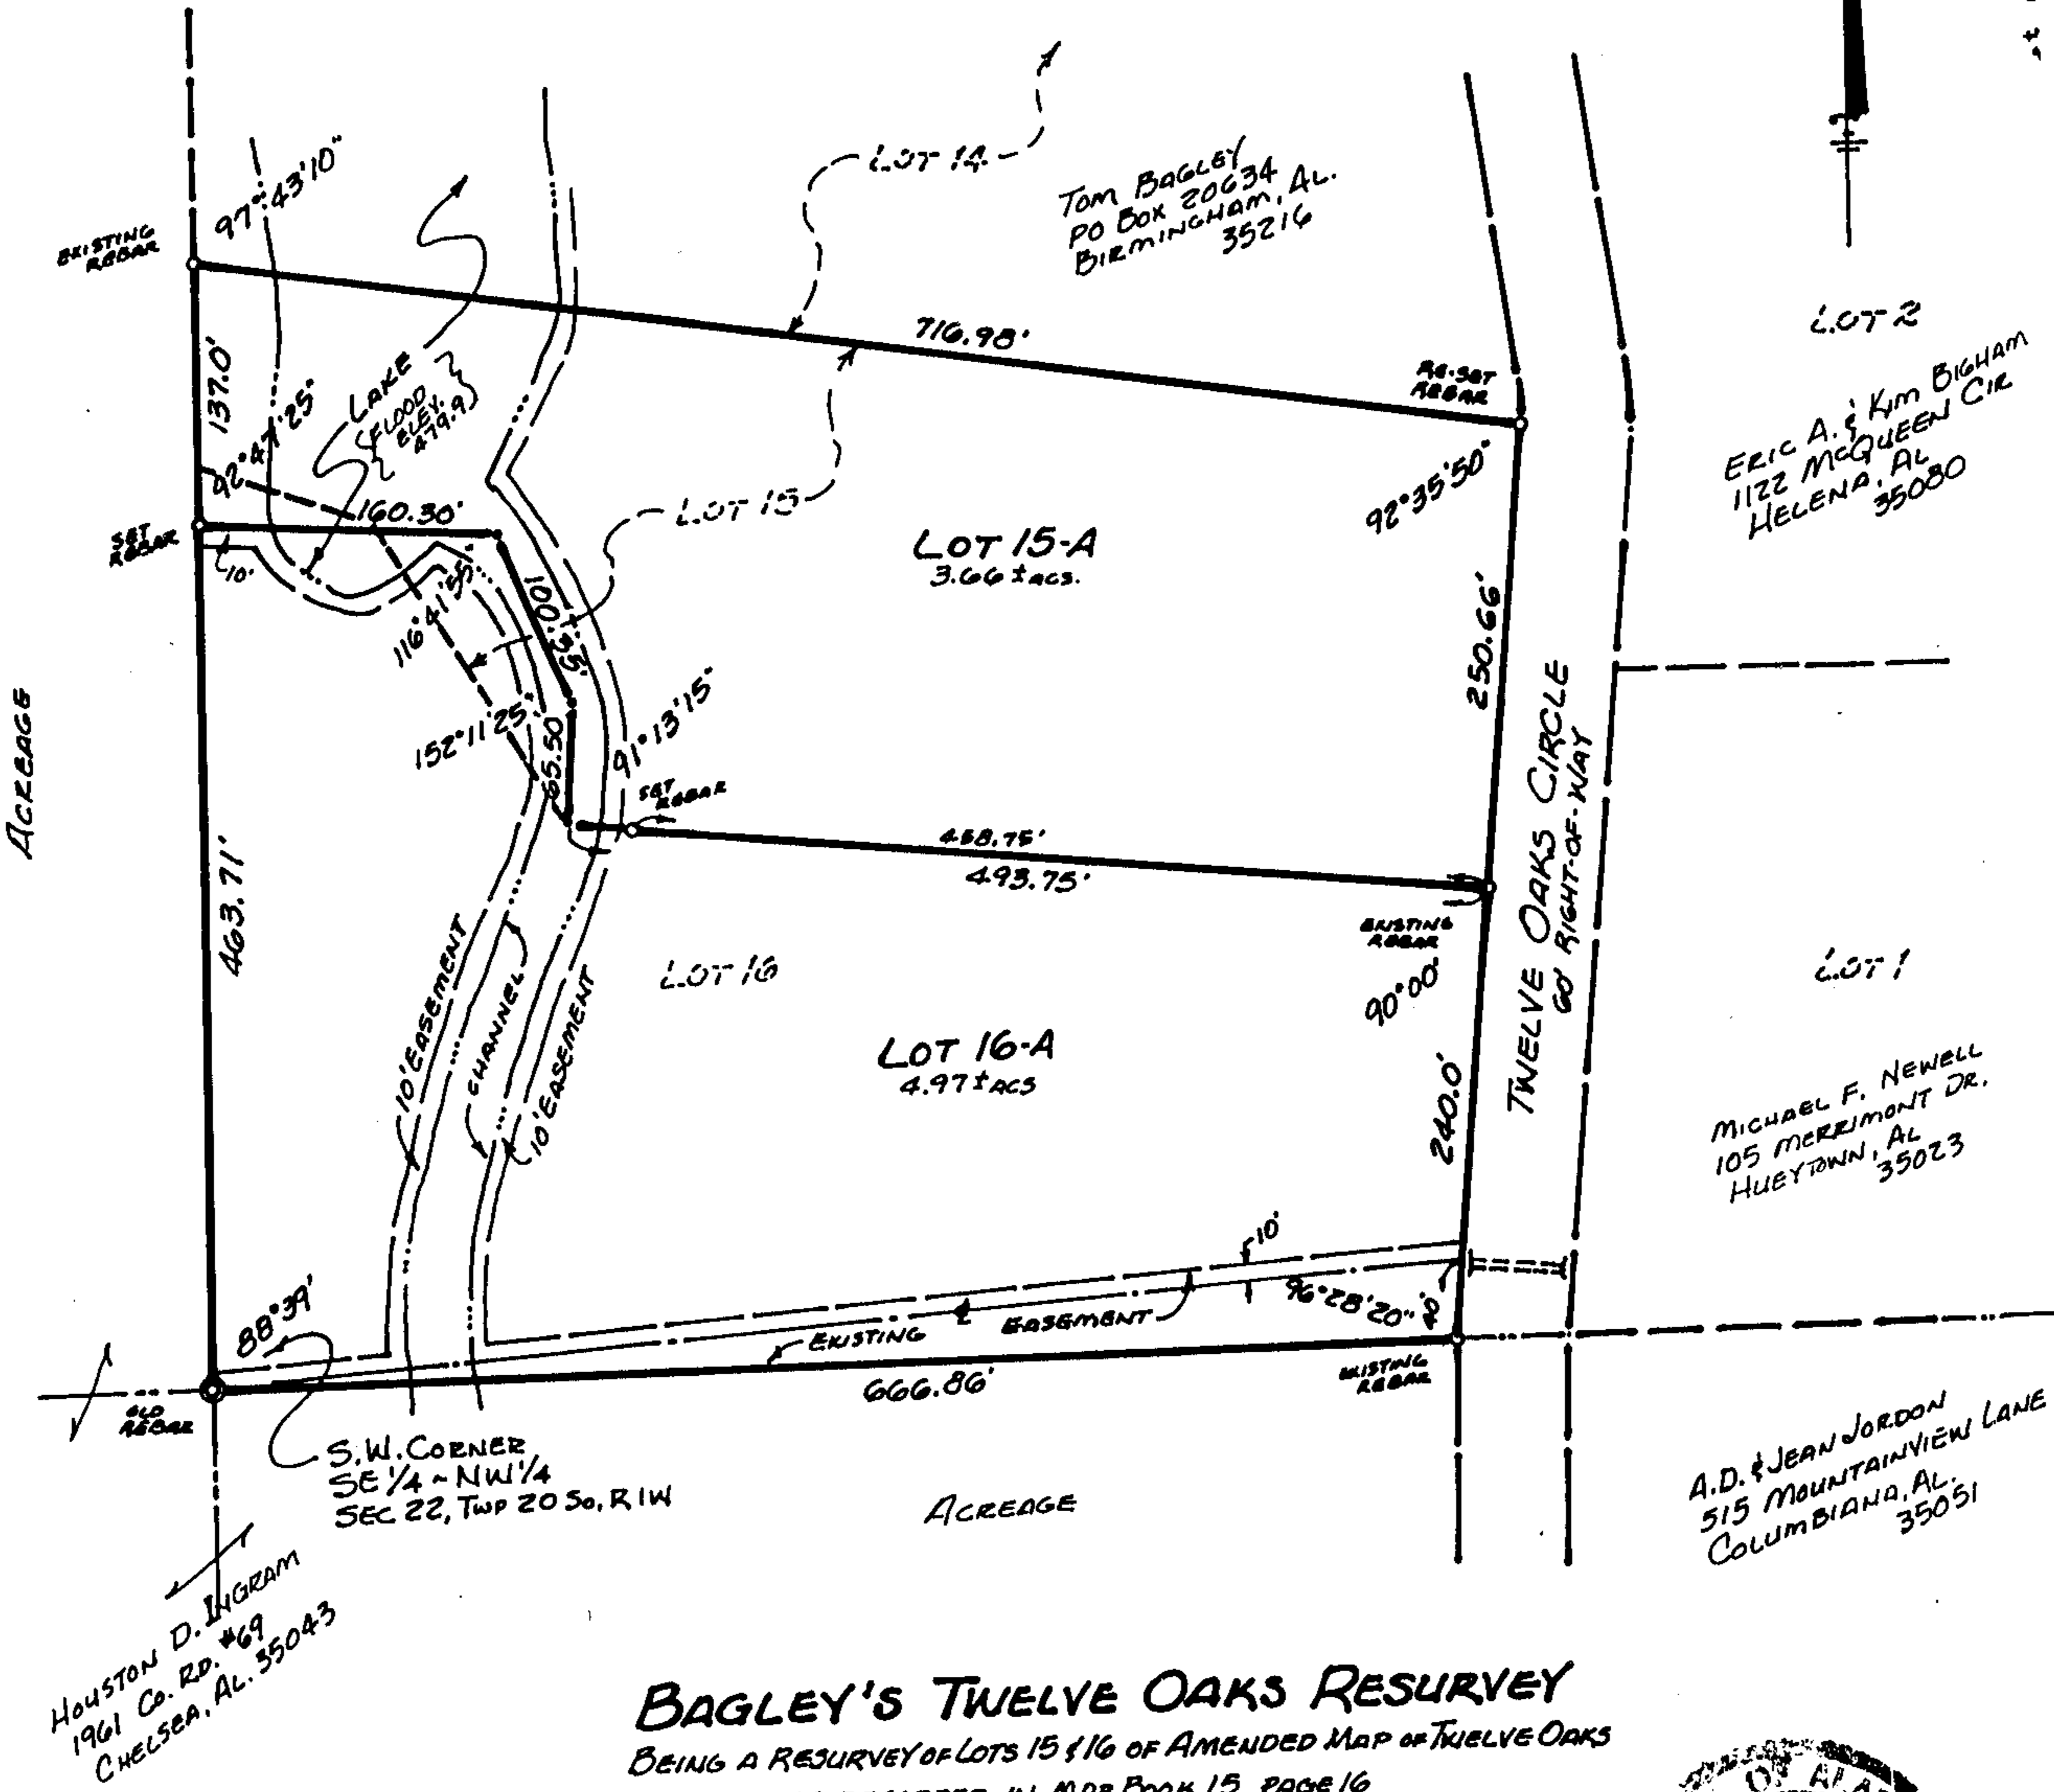 97°43'10"
EXISTING
REBAR
LOT 14
TOM BAGLEY
PO BOX 20634
BIRMINGHAM, AL.
35216
LOT 2
ERIC A. & KIM BIGHAM
1122 MCQUEEN CIR
HELENA, AL
35080
716.98'
RE-SET
REBAR
137.0'
92°47'25"
LAKE
FLOOD
ELEV.
479.9
160.30'
SET
REBAR
10'
LOT 15
LOT 15-A
3.66 ± ACS.
92°35'50"
250.66'
116°41'55"
100.35'
152°11'25"
65.50
91°13'15"
SET
REBAR
458.75'
493.75'
EXISTING
REBAR
90°00'
TWELVE OAKS CIRCLE
60' RIGHT-OF-WAY
ACREAGE
463.71'
10' EASEMENT
CHANNEL
10' EASEMENT
LOT 16
LOT 16-A
4.97 ± ACS
240.0'
LOT 1
MICHAEL F. NEWELL
105 MERRIMONT DR.
HUEYTOWN, AL
35023
10'
96°28'20"
EXISTING ℄ EASEMENT
88°39'
666.86'
EXISTING
REBAR
OLD
REBAR
S.W. CORNER
SE 1/4 ~ NW 1/4
SEC 22, TWP 20 SO, R1W
ACREAGE
A.D. & JEAN JORDON
515 MOUNTAINVIEW LANE
COLUMBIANA, AL.
35051
HOUSTON D. INGRAM
1961 CO. RD. #69
CHELSEA, AL. 35043
BAGLEY'S TWELVE OAKS RESURVEY
BEING A RESURVEY OF LOTS 15 & 16 OF AMENDED MAP OF TWELVE OAKS
IN MAP BOOK 15, PAGE 16